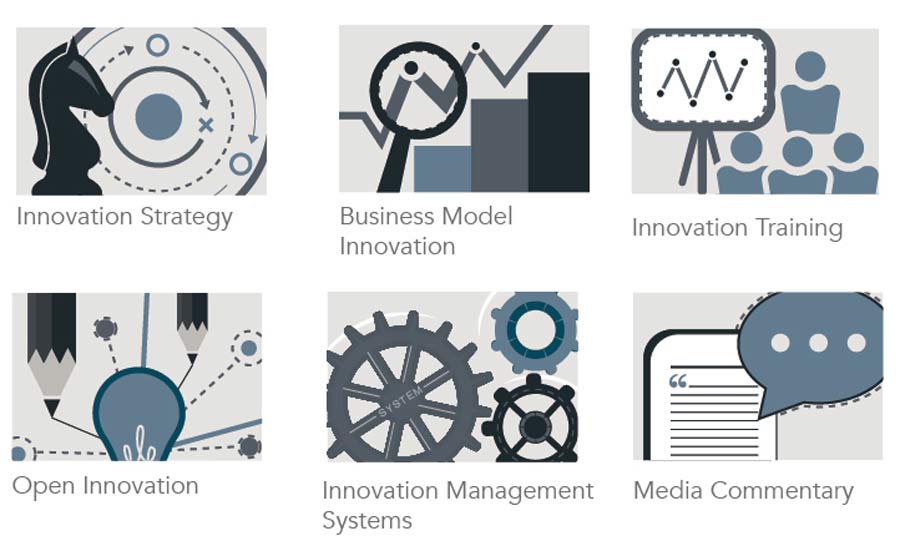 Innovation Strategy
Business Model
Innovation
Innovation Training
Open Innovation
SYSTEM
Innovation Management
Systems
“
Media Commentary